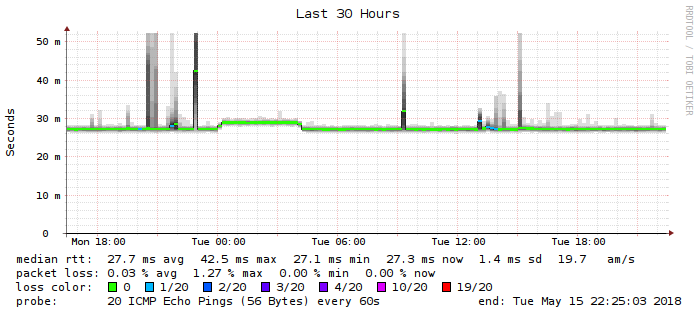 Last 30 Hours
RRDTOOL / TOBI OETIKER
Seconds
50 m
40 m
30 m
20 m
10 m
0
Mon 18:00 Tue 00:00 Tue 06:00 Tue 12:00 Tue 18:00
median rtt: 27.7 ms avg 42.5 ms max 27.1 ms min 27.3 ms now 1.4 ms sd 19.7 am/s
packet loss: 0.03 % avg 1.27 % max 0.00 % min 0.00 % now
loss color: 0 1/20 2/20 3/20 4/20 10/20 19/20
probe: 20 ICMP Echo Pings (56 Bytes) every 60s end: Tue May 15 22:25:03 2018